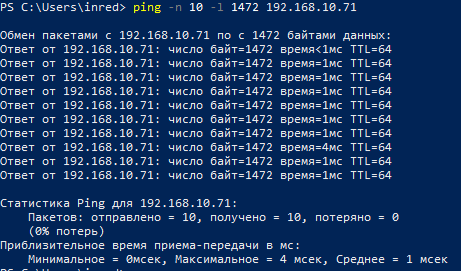 PS C:\Users\inred> ping -n 10 -l 1472 192.168.10.71
Обмен пакетами с 192.168.10.71 по с 1472 байтами данных:
Ответ от 192.168.10.71: число байт=1472 время<1мс TTL=64
Ответ от 192.168.10.71: число байт=1472 время=1мс TTL=64
Ответ от 192.168.10.71: число байт=1472 время<1мс TTL=64
Ответ от 192.168.10.71: число байт=1472 время=1мс TTL=64
Ответ от 192.168.10.71: число байт=1472 время=1мс TTL=64
Ответ от 192.168.10.71: число байт=1472 время=1мс TTL=64
Ответ от 192.168.10.71: число байт=1472 время<1мс TTL=64
Ответ от 192.168.10.71: число байт=1472 время=4мс TTL=64
Ответ от 192.168.10.71: число байт=1472 время=1мс TTL=64
Ответ от 192.168.10.71: число байт=1472 время=1мс TTL=64
Статистика Ping для 192.168.10.71:
Пакетов: отправлено = 10, получено = 10, потеряно = 0
(0% потерь)
Приблизительное время приема-передачи в мс:
Минимальное = 0мсек, Максимальное = 4 мсек, Среднее = 1 мсек